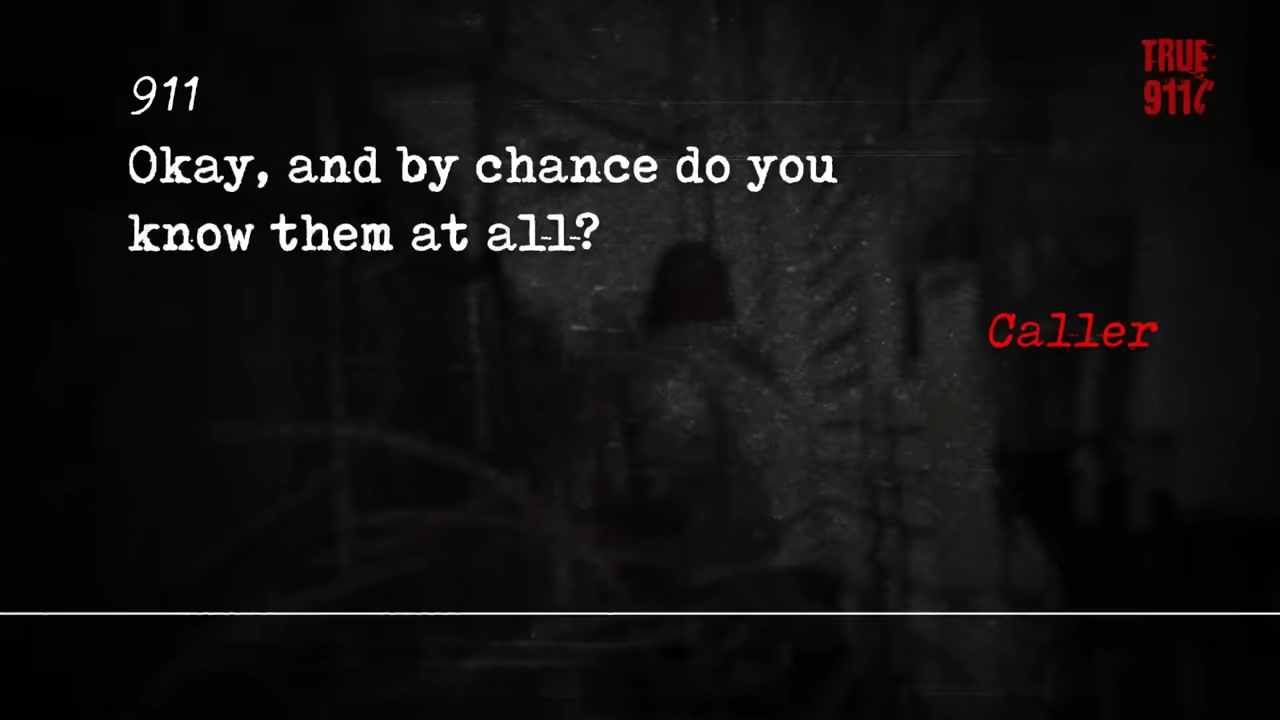 TRUE
911
911
Okay, and by chance do you
know them at all?
Caller